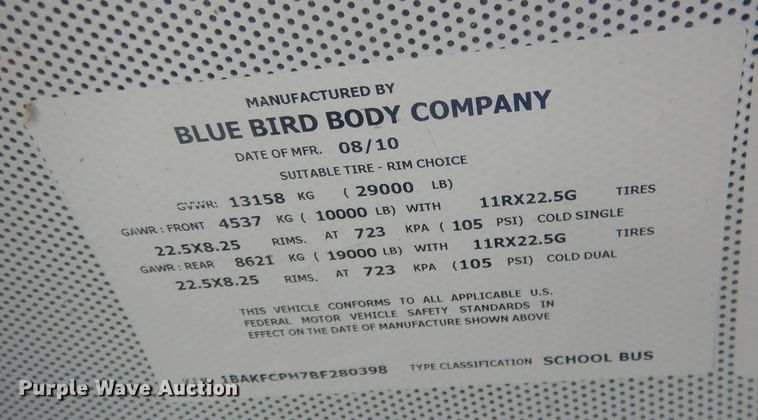 MANUFACTURED BY
BLUE BIRD BODY COMPANY
DATE OF MFR. 08/10
SUITABLE TIRE - RIM CHOICE
GVWR: 13158 KG ( 29000 LB)
GAWR : FRONT 4537 KG ( 10000 LB) WITH 11RX22.5G TIRES
22.5X8.25 RIMS. AT 723 KPA ( 105 PSI) COLD SINGLE
GAWR : REAR 8621 KG ( 19000 LB) WITH 11RX22.5G TIRES
22.5X8.25 RIMS. AT 723 KPA ( 105 PSI) COLD DUAL
THIS VEHICLE CONFORMS TO ALL APPLICABLE U.S.
FEDERAL MOTOR VEHICLE SAFETY STANDARDS IN
EFFECT ON THE DATE OF MANUFACTURE SHOWN ABOVE
1BAKFCPH7BF280398 TYPE CLASSIFICATION SCHOOL BUS
Purple Wave Auction